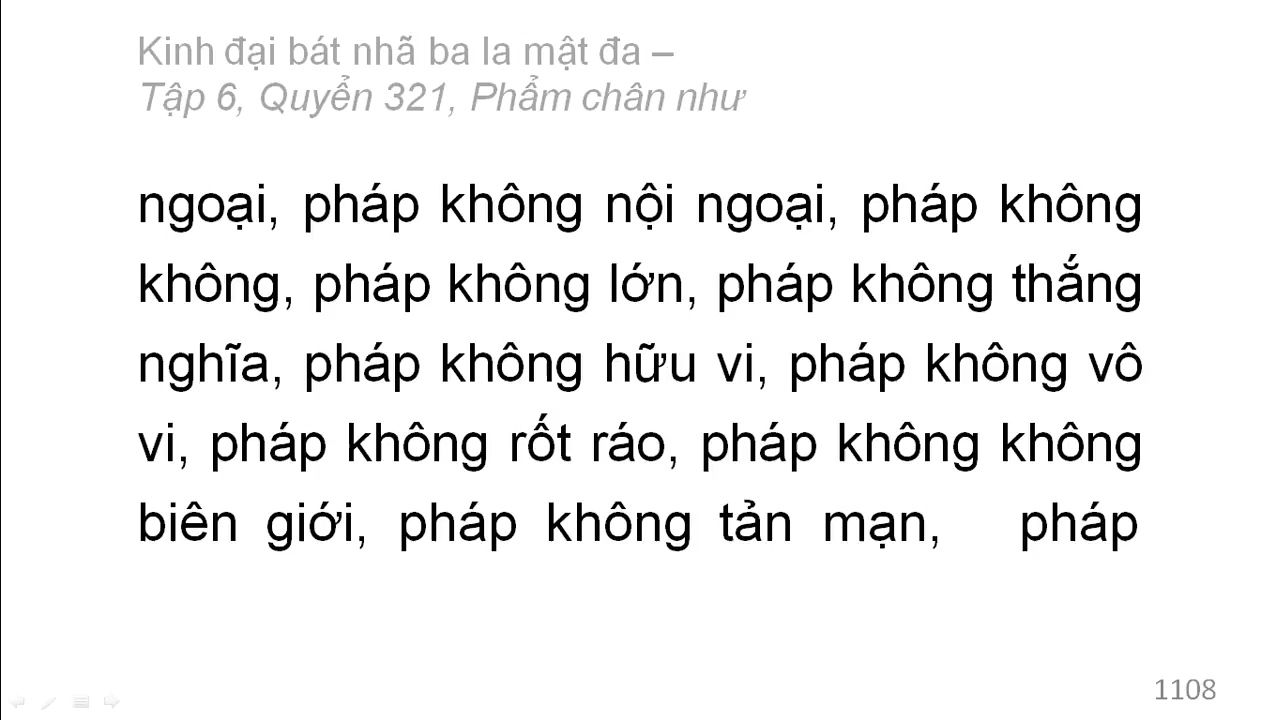 Kinh đại bát nhã ba la mật đa –
Tập 6, Quyển 321, Phẩm chân như
ngoại, pháp không nội ngoại, pháp không
không, pháp không lớn, pháp không thắng
nghĩa, pháp không hữu vi, pháp không vô
vi, pháp không rốt ráo, pháp không không
biên giới, pháp không tản mạn, pháp
1108